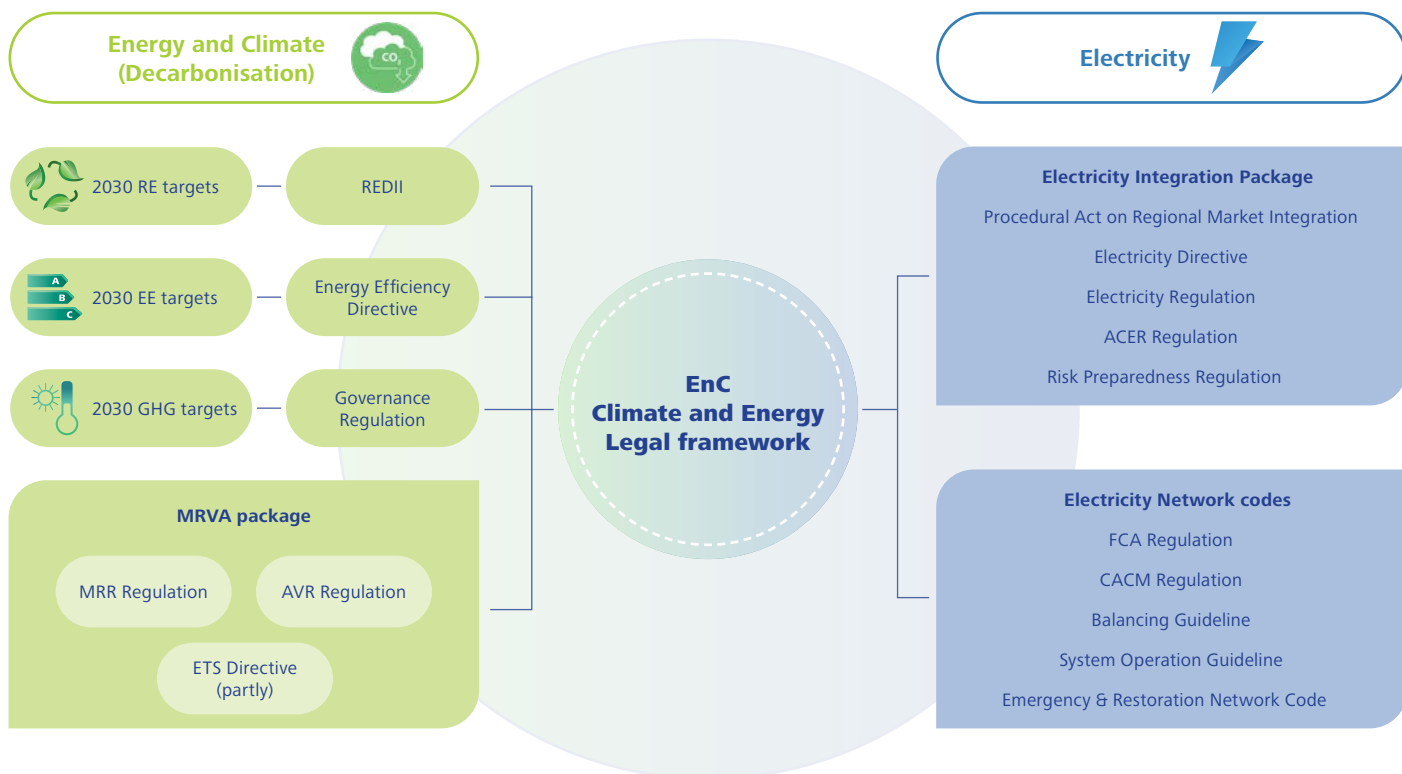 Energy and Climate
(Decarbonisation)
CO2
2030 RE targets
REDII
A
B
C
2030 EE targets
Energy Efficiency
Directive
2030 GHG targets
Governance
Regulation
MRVA package
MRR Regulation
AVR Regulation
ETS Directive
(partly)
EnC
Climate and Energy
Legal framework
Electricity
Electricity Integration Package
Procedural Act on Regional Market Integration
Electricity Directive
Electricity Regulation
ACER Regulation
Risk Preparedness Regulation
Electricity Network codes
FCA Regulation
CACM Regulation
Balancing Guideline
System Operation Guideline
Emergency & Restoration Network Code